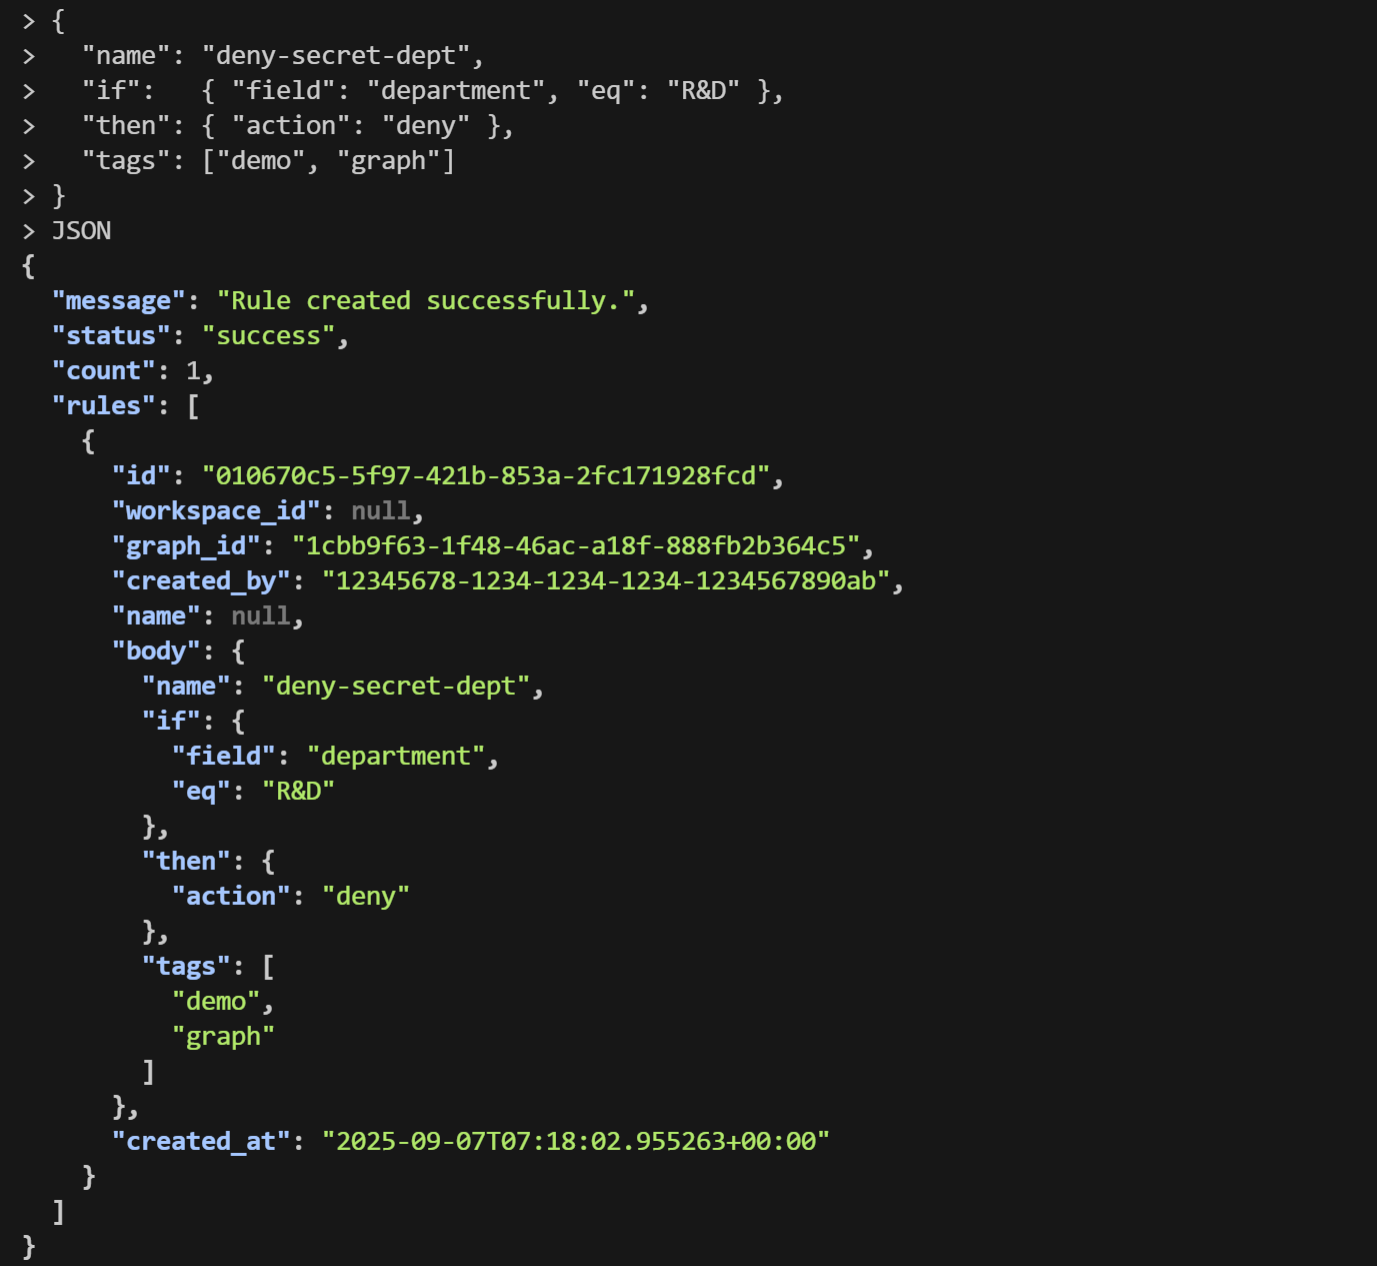 > {
>   "name": "deny-secret-dept",
>   "if":   { "field": "department", "eq": "R&D" },
>   "then": { "action": "deny" },
>   "tags": ["demo", "graph"]
> }
> JSON
{
  "message": "Rule created successfully.",
  "status": "success",
  "count": 1,
  "rules": [
    {
      "id": "010670c5-5f97-421b-853a-2fc171928fcd",
      "workspace_id": null,
      "graph_id": "1cbb9f63-1f48-46ac-a18f-888fb2b364c5",
      "created_by": "12345678-1234-1234-1234-1234567890ab",
      "name": null,
      "body": {
        "name": "deny-secret-dept",
        "if": {
          "field": "department",
          "eq": "R&D"
        },
        "then": {
          "action": "deny"
        },
        "tags": [
          "demo",
          "graph"
        ]
      },
      "created_at": "2025-09-07T07:18:02.955263+00:00"
    }
  ]
}